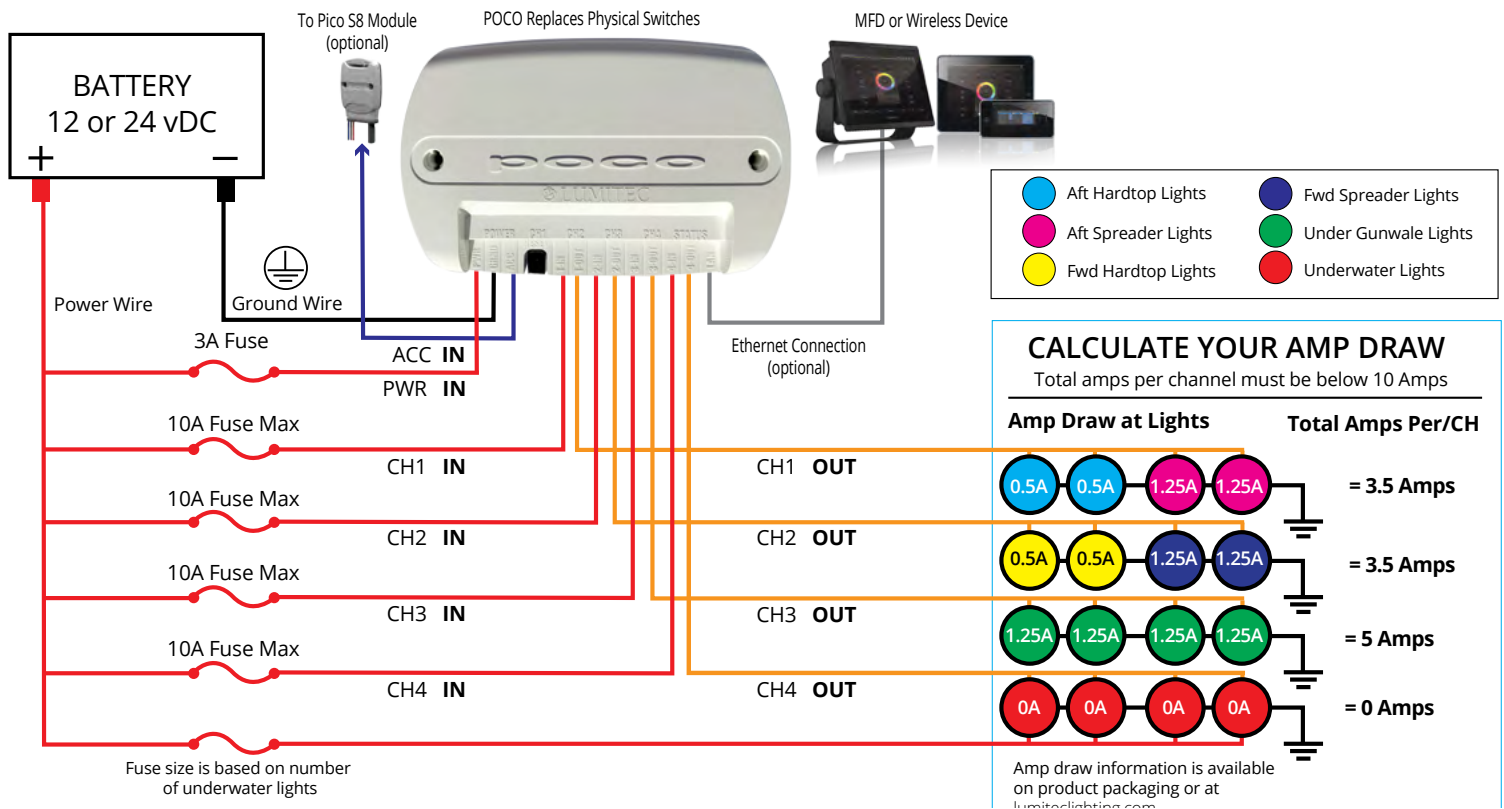 To Pico S8 Module
(optional)
POCO Replaces Physical Switches
MFD or Wireless Device
BATTERY
12 or 24 vDC
+
−
poco
LUMITEC
POWER CH1 CH2 CH3 CH4 STATUS
Aft Hardtop Lights
Fwd Spreader Lights
Aft Spreader Lights
Under Gunwale Lights
Fwd Hardtop Lights
Underwater Lights
Power Wire
Ground Wire
3A Fuse
ACC IN
PWR IN
Ethernet Connection
(optional)
10A Fuse Max
CH1 IN
CH1 OUT
10A Fuse Max
CH2 IN
CH2 OUT
10A Fuse Max
CH3 IN
CH3 OUT
10A Fuse Max
CH4 IN
CH4 OUT
Fuse size is based on number
of underwater lights
CALCULATE YOUR AMP DRAW
Total amps per channel must be below 10 Amps
Amp Draw at Lights
Total Amps Per/CH
0.5A 0.5A 1.25A 1.25A = 3.5 Amps
0.5A 0.5A 1.25A 1.25A = 3.5 Amps
1.25A 1.25A 1.25A 1.25A = 5 Amps
0A 0A 0A 0A = 0 Amps
Amp draw information is available
on product packaging or at
lumiteclighting.com